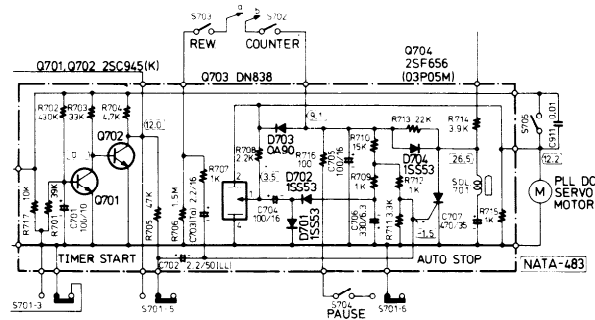 S703
a
b
S702
REW
COUNTER
Q704
2SF656
(03P05M)
Q701,Q702 2SC945(K)
Q703 DN838
R702
430K
R703
33K
R704
4.7K
Q702
12.0
Q701
R717
10K
R701
39K
C701
10/10
R705
47K
R706
1.5M
R707
1K
C703(Ta) 2.2/16
C702
2.2/50(LL)
R708
2.2K
D703
OA90
9.1
3.5
D702
1SS53
R716
100
C705
100/16
C704
100/16
D701
1SS53
R710
15K
R709
1K
C706
330/6.3
R713 22K
D704
1SS53
R712
1K
R711 3.3K
-1.5
C707
470/35
R714
3.9K
26.5
SOL
701
R715
1K
S705
C911 0.01
12.2
M
PLL DC
SERVO
MOTOR
TIMER START
AUTO STOP
NATA-483
S701-3
S701-5
S704
PAUSE
S701-6